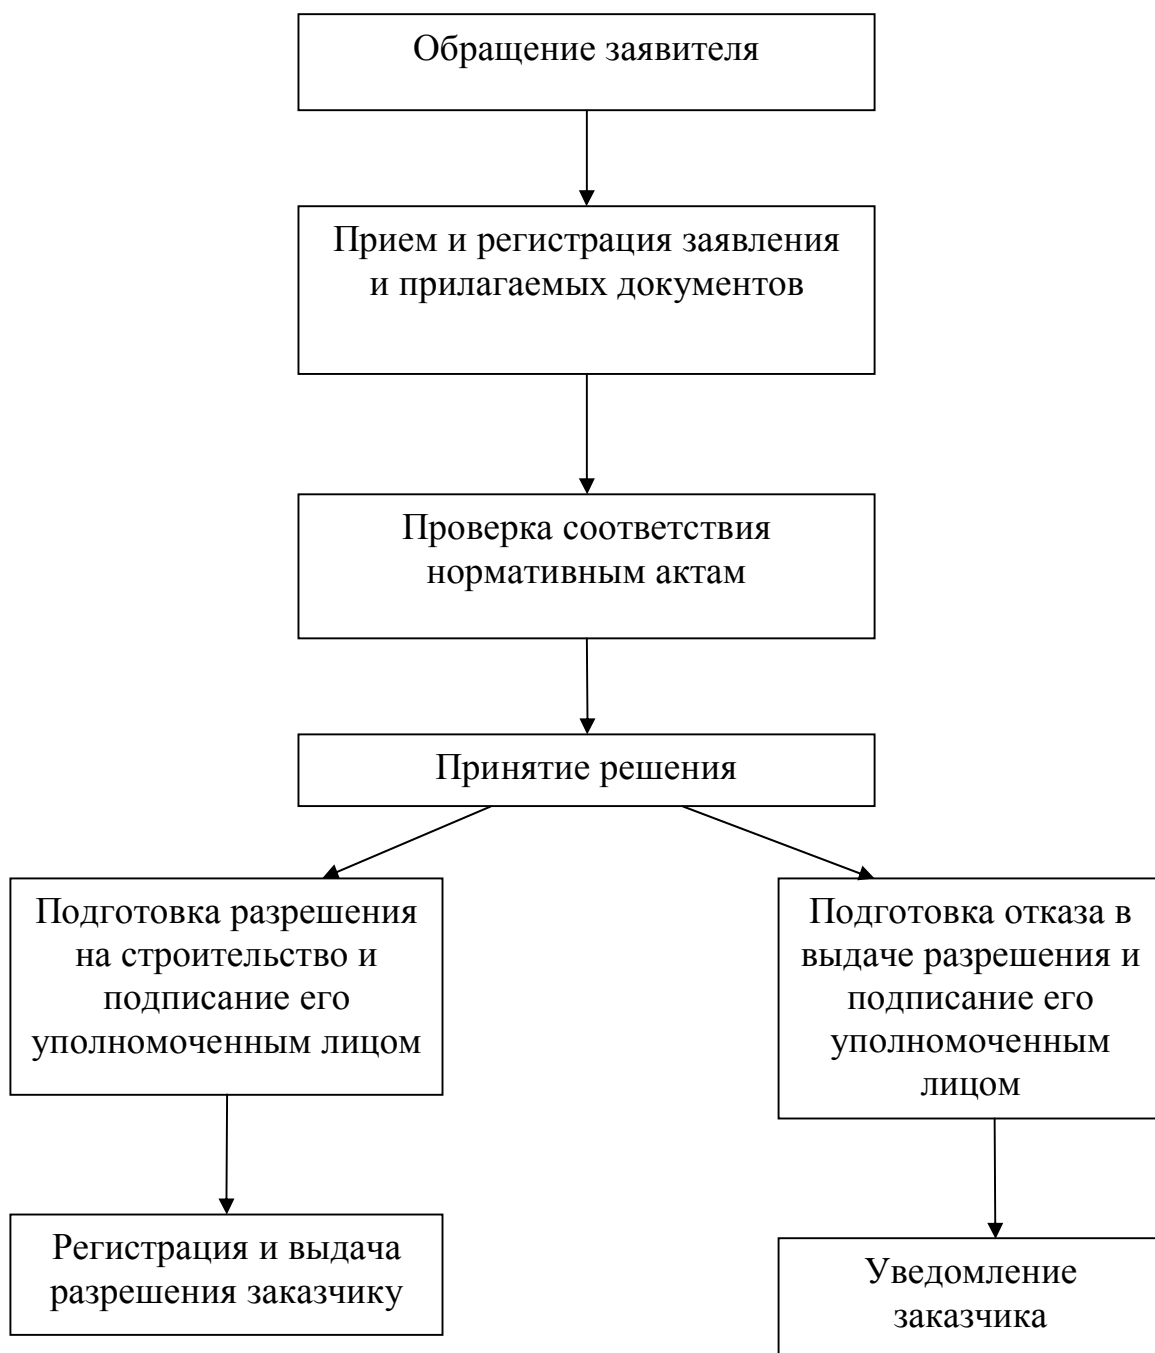 Обращение заявителя
Прием и регистрация заявления
и прилагаемых документов
Проверка соответствия
нормативным актам
Принятие решения
Подготовка разрешения
на строительство и
подписание его
уполномоченным лицом
Подготовка отказа в
выдаче разрешения и
подписание его
уполномоченным
лицом
Регистрация и выдача
разрешения заказчику
Уведомление
заказчика